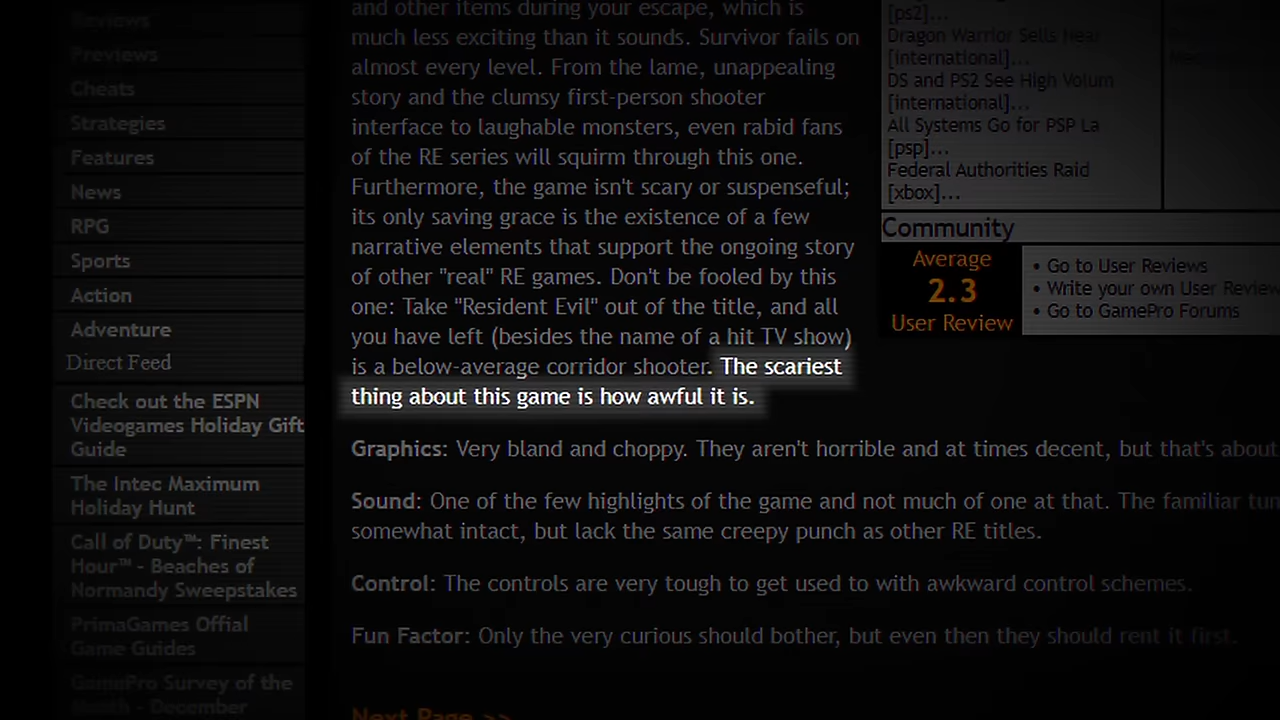 Reviews
Previews
Cheats
Strategies
Features
News
RPG
Sports
Action
Adventure
Direct Feed
Check out the ESPN
Videogames Holiday Gift
Guide
The Intec Maximum
Holiday Hunt
Call of Duty™: Finest
Hour™ - Beaches of
Normandy Sweepstakes
PrimaGames Offial
Game Guides
GamePro Survey of the
Month - December
and other items during your escape, which is
much less exciting than it sounds. Survivor fails on
almost every level. From the lame, unappealing
story and the clumsy first-person shooter
interface to laughable monsters, even rabid fans
of the RE series will squirm through this one.
Furthermore, the game isn't scary or suspenseful;
its only saving grace is the existence of a few
narrative elements that support the ongoing story
of other "real" RE games. Don't be fooled by this
one: Take "Resident Evil" out of the title, and all
you have left (besides the name of a hit TV show)
is a below-average corridor shooter. The scariest
thing about this game is how awful it is.
Graphics: Very bland and choppy. They aren't horrible and at times decent, but that's about
Sound: One of the few highlights of the game and not much of one at that. The familiar
somewhat intact, but lack the same creepy punch as other RE titles.
Control: The controls are very tough to get used to with awkward control schemes.
Fun Factor: Only the very curious should bother, but even then they should rent it first.
Next Page >>
[ps2]...
Dragon Warrior Sells Near
[international]...
DS and PS2 See High Volum
[international]...
All Systems Go for PSP La
[psp]...
Federal Authorities Raid
[xbox]...
Community
Average
2.3
User Review
• Go to User Reviews
• Write your own User Review
• Go to GamePro Forums